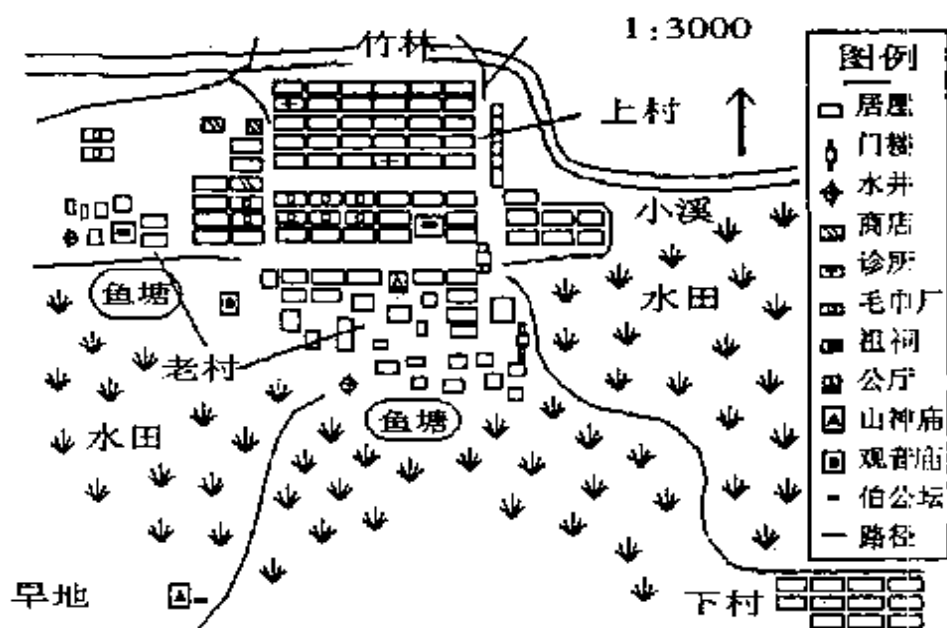 1:3000
竹林
上村
小溪
水田
鱼塘
老村
水田
鱼塘
旱地
下村
图例
居屋
门楼
水井
商店
诊所
毛巾厂
祖祠
公厅
山神庙
观音庙
伯公坛
路径